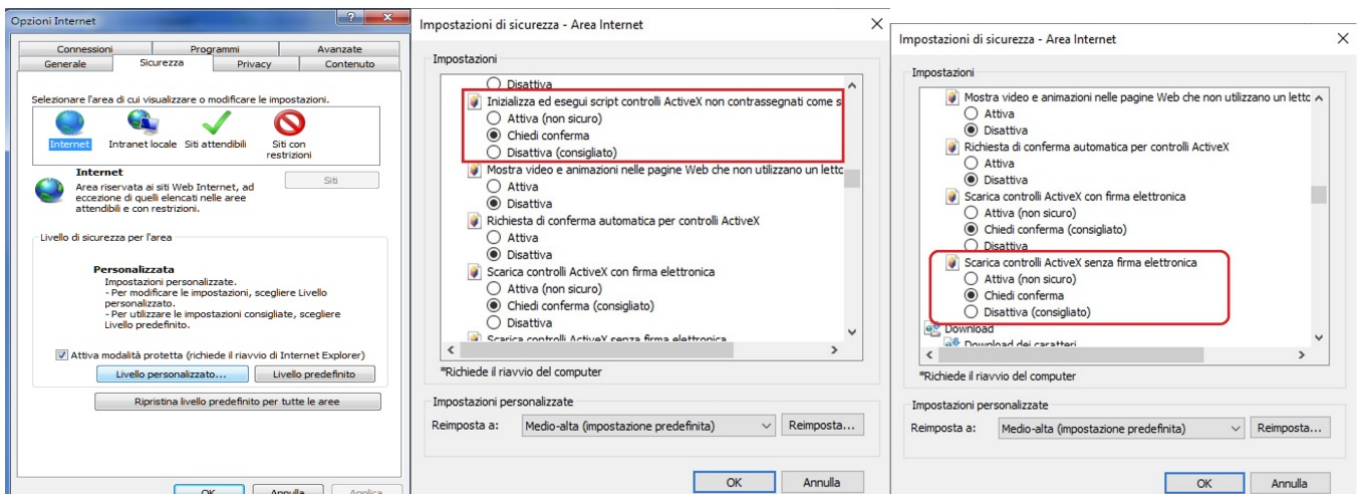 Opzioni Internet
Connessioni Programmi Avanzate
Generale Sicurezza Privacy Contenuto
Selezionare l'area di cui visualizzare o modificare le impostazioni.
Internet Intranet locale Siti attendibili Siti con restrizioni
Internet
Area riservata ai siti Web Internet, ad
eccezione di quelli elencati nelle aree
attendibili e con restrizioni.
Siti
Livello di sicurezza per l'area
Personalizzata
Impostazioni personalizzate.
- Per modificare le impostazioni, scegliere Livello
personalizzato.
- Per utilizzare le impostazioni consigliate, scegliere
Livello predefinito.
Attiva modalità protetta (richiede il riavvio di Internet Explorer)
Livello personalizzato... Livello predefinito
Ripristina livello predefinito per tutte le aree
OK Annulla Applica
Impostazioni di sicurezza - Area Internet
Impostazioni
Disattiva
Inizializza ed esegui script controlli ActiveX non contrassegnati come s
Attiva (non sicuro)
Chiedi conferma
Disattiva (consigliato)
Mostra video e animazioni nelle pagine Web che non utilizzano un letto
Attiva
Disattiva
Richiesta di conferma automatica per controlli ActiveX
Attiva
Disattiva
Scarica controlli ActiveX con firma elettronica
Attiva (non sicuro)
Chiedi conferma (consigliato)
Disattiva
Scarica controlli ActiveX senza firma elettronica
*Richiede il riavvio del computer
Impostazioni personalizzate
Reimposta a: Medio-alta (impostazione predefinita) Reimposta...
OK Annulla
Impostazioni di sicurezza - Area Internet
Impostazioni
Mostra video e animazioni nelle pagine Web che non utilizzano un letto
Attiva
Disattiva
Richiesta di conferma automatica per controlli ActiveX
Attiva
Disattiva
Scarica controlli ActiveX con firma elettronica
Attiva (non sicuro)
Chiedi conferma (consigliato)
Disattiva
Scarica controlli ActiveX senza firma elettronica
Attiva (non sicuro)
Chiedi conferma
Disattiva (consigliato)
Download
Download dei caratteri
*Richiede il riavvio del computer
Impostazioni personalizzate
Reimposta a: Medio-alta (impostazione predefinita) Reimposta...
OK Annulla